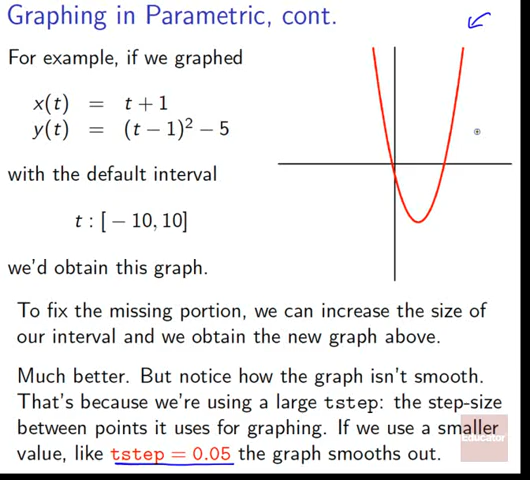 Graphing in Parametric, cont.
For example, if we graphed
x(t) = t + 1
y(t) = (t − 1)² − 5
with the default interval
t : [ − 10, 10]
we'd obtain this graph.
To fix the missing portion, we can increase the size of
our interval and we obtain the new graph above.
Much better. But notice how the graph isn't smooth.
That's because we're using a large tstep: the step-size
between points it uses for graphing. If we use a smaller
value, like tstep = 0.05 the graph smooths out.
Educator